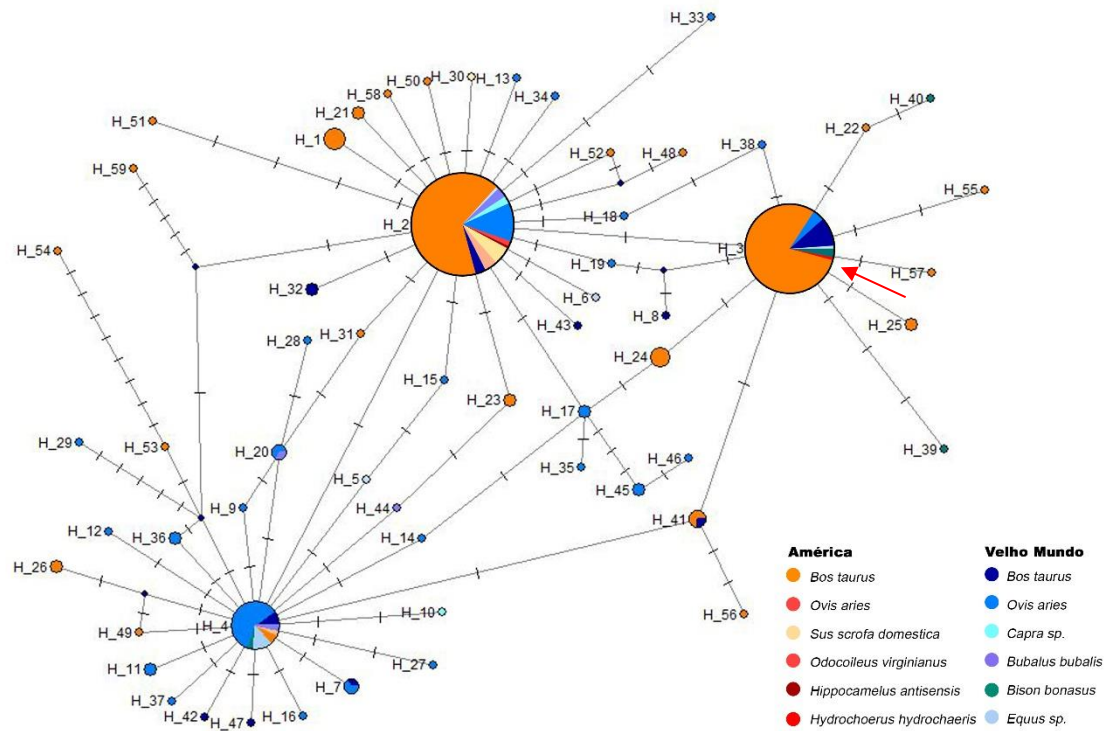 H_33
H_30
H_13
H_50
H_58
H_34
H_21
H_40
H_51
H_1
H_22
H_52
H_48
H_38
H_59
H_55
H_2
H_18
H_3
H_54
H_19
H_57
H_32
H_6
H_8
H_43
H_25
H_31
H_28
H_24
H_15
H_23
H_17
H_29
H_53
H_20
H_35
H_46
H_39
H_5
H_45
H_9
H_44
H_41
H_12
H_36
H_14
América
Velho Mundo
H_26
Bos taurus
Bos taurus
H_10
Ovis aries
Ovis aries
H_56
H_4
H_49
Sus scrofa domestica
Capra sp.
H_11
H_27
Odocoileus virginianus
Bubalus bubalis
H_7
H_37
Hippocamelus antisensis
Bison bonasus
H_42
H_47
H_16
Hydrochoerus hydrochaeris
Equus sp.